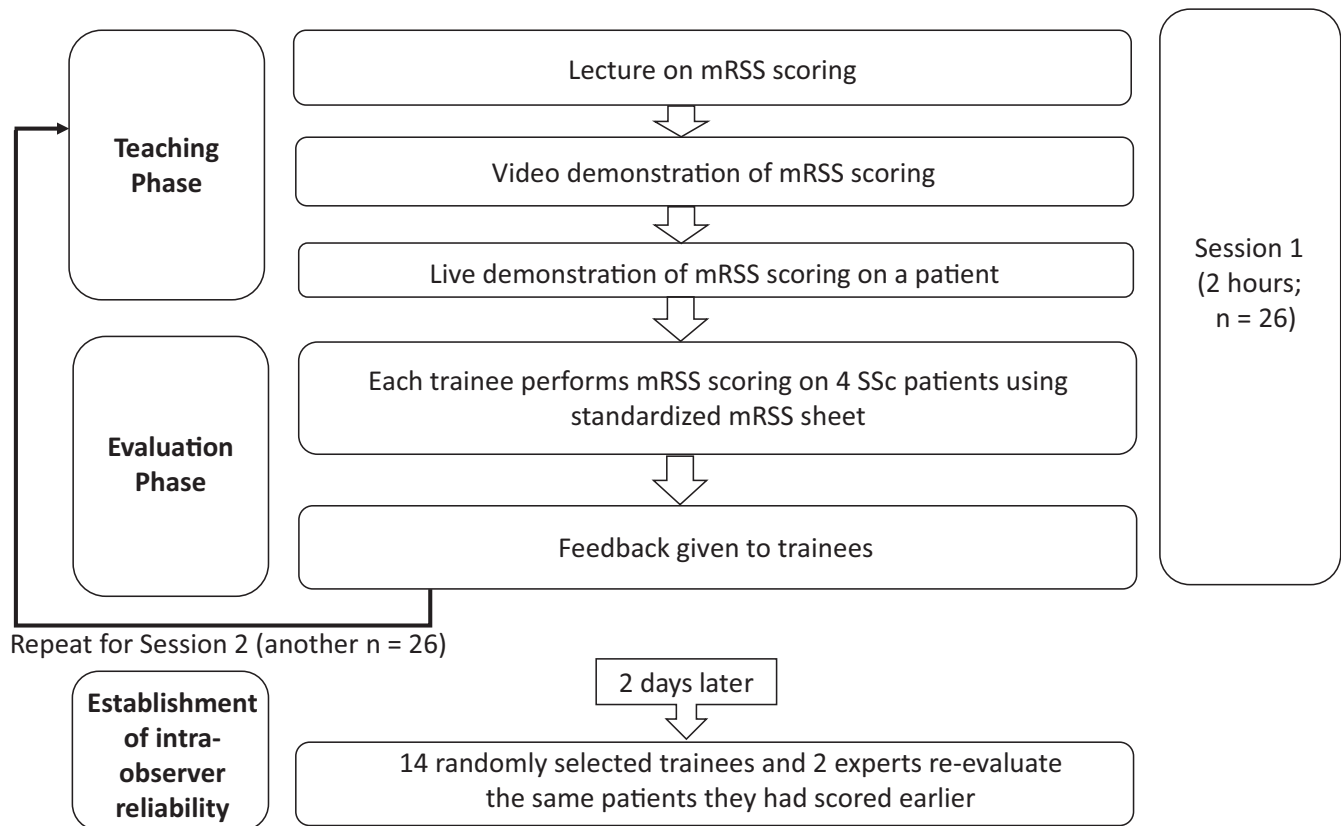 Teaching
Phase
Lecture on mRSS scoring
Video demonstration of mRSS scoring
Live demonstration of mRSS scoring on a patient
Session 1
(2 hours;
n = 26)
Evaluation
Phase
Each trainee performs mRSS scoring on 4 SSc patients using
standardized mRSS sheet
Feedback given to trainees
Repeat for Session 2 (another n = 26)
Establishment
of intra-
observer
reliability
2 days later
14 randomly selected trainees and 2 experts re-evaluate
the same patients they had scored earlier